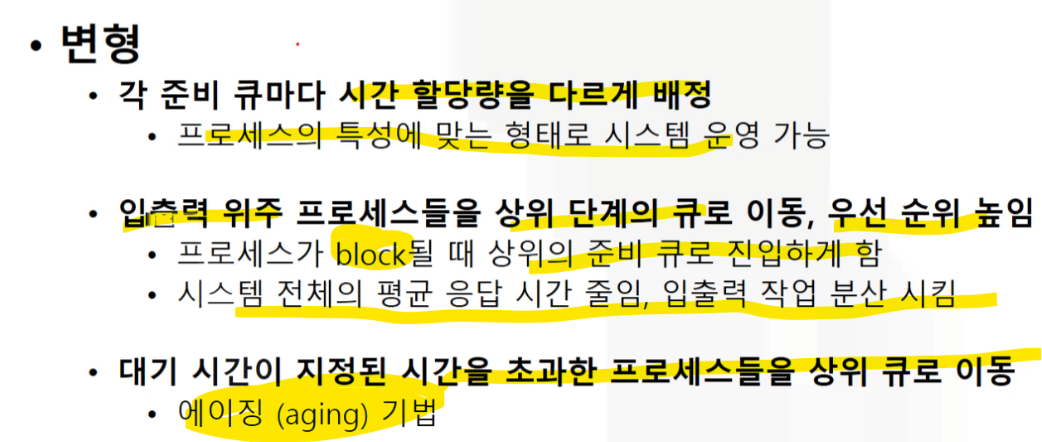 • 변형
• 각 준비 큐마다 시간 할당량을 다르게 배정
• 프로세스의 특성에 맞는 형태로 시스템 운영 가능
• 입출력 위주 프로세스들을 상위 단계의 큐로 이동, 우선 순위 높임
• 프로세스가 block될 때 상위의 준비 큐로 진입하게 함
• 시스템 전체의 평균 응답 시간 줄임, 입출력 작업 분산 시킴
• 대기 시간이 지정된 시간을 초과한 프로세스들을 상위 큐로 이동
• 에이징 (aging) 기법